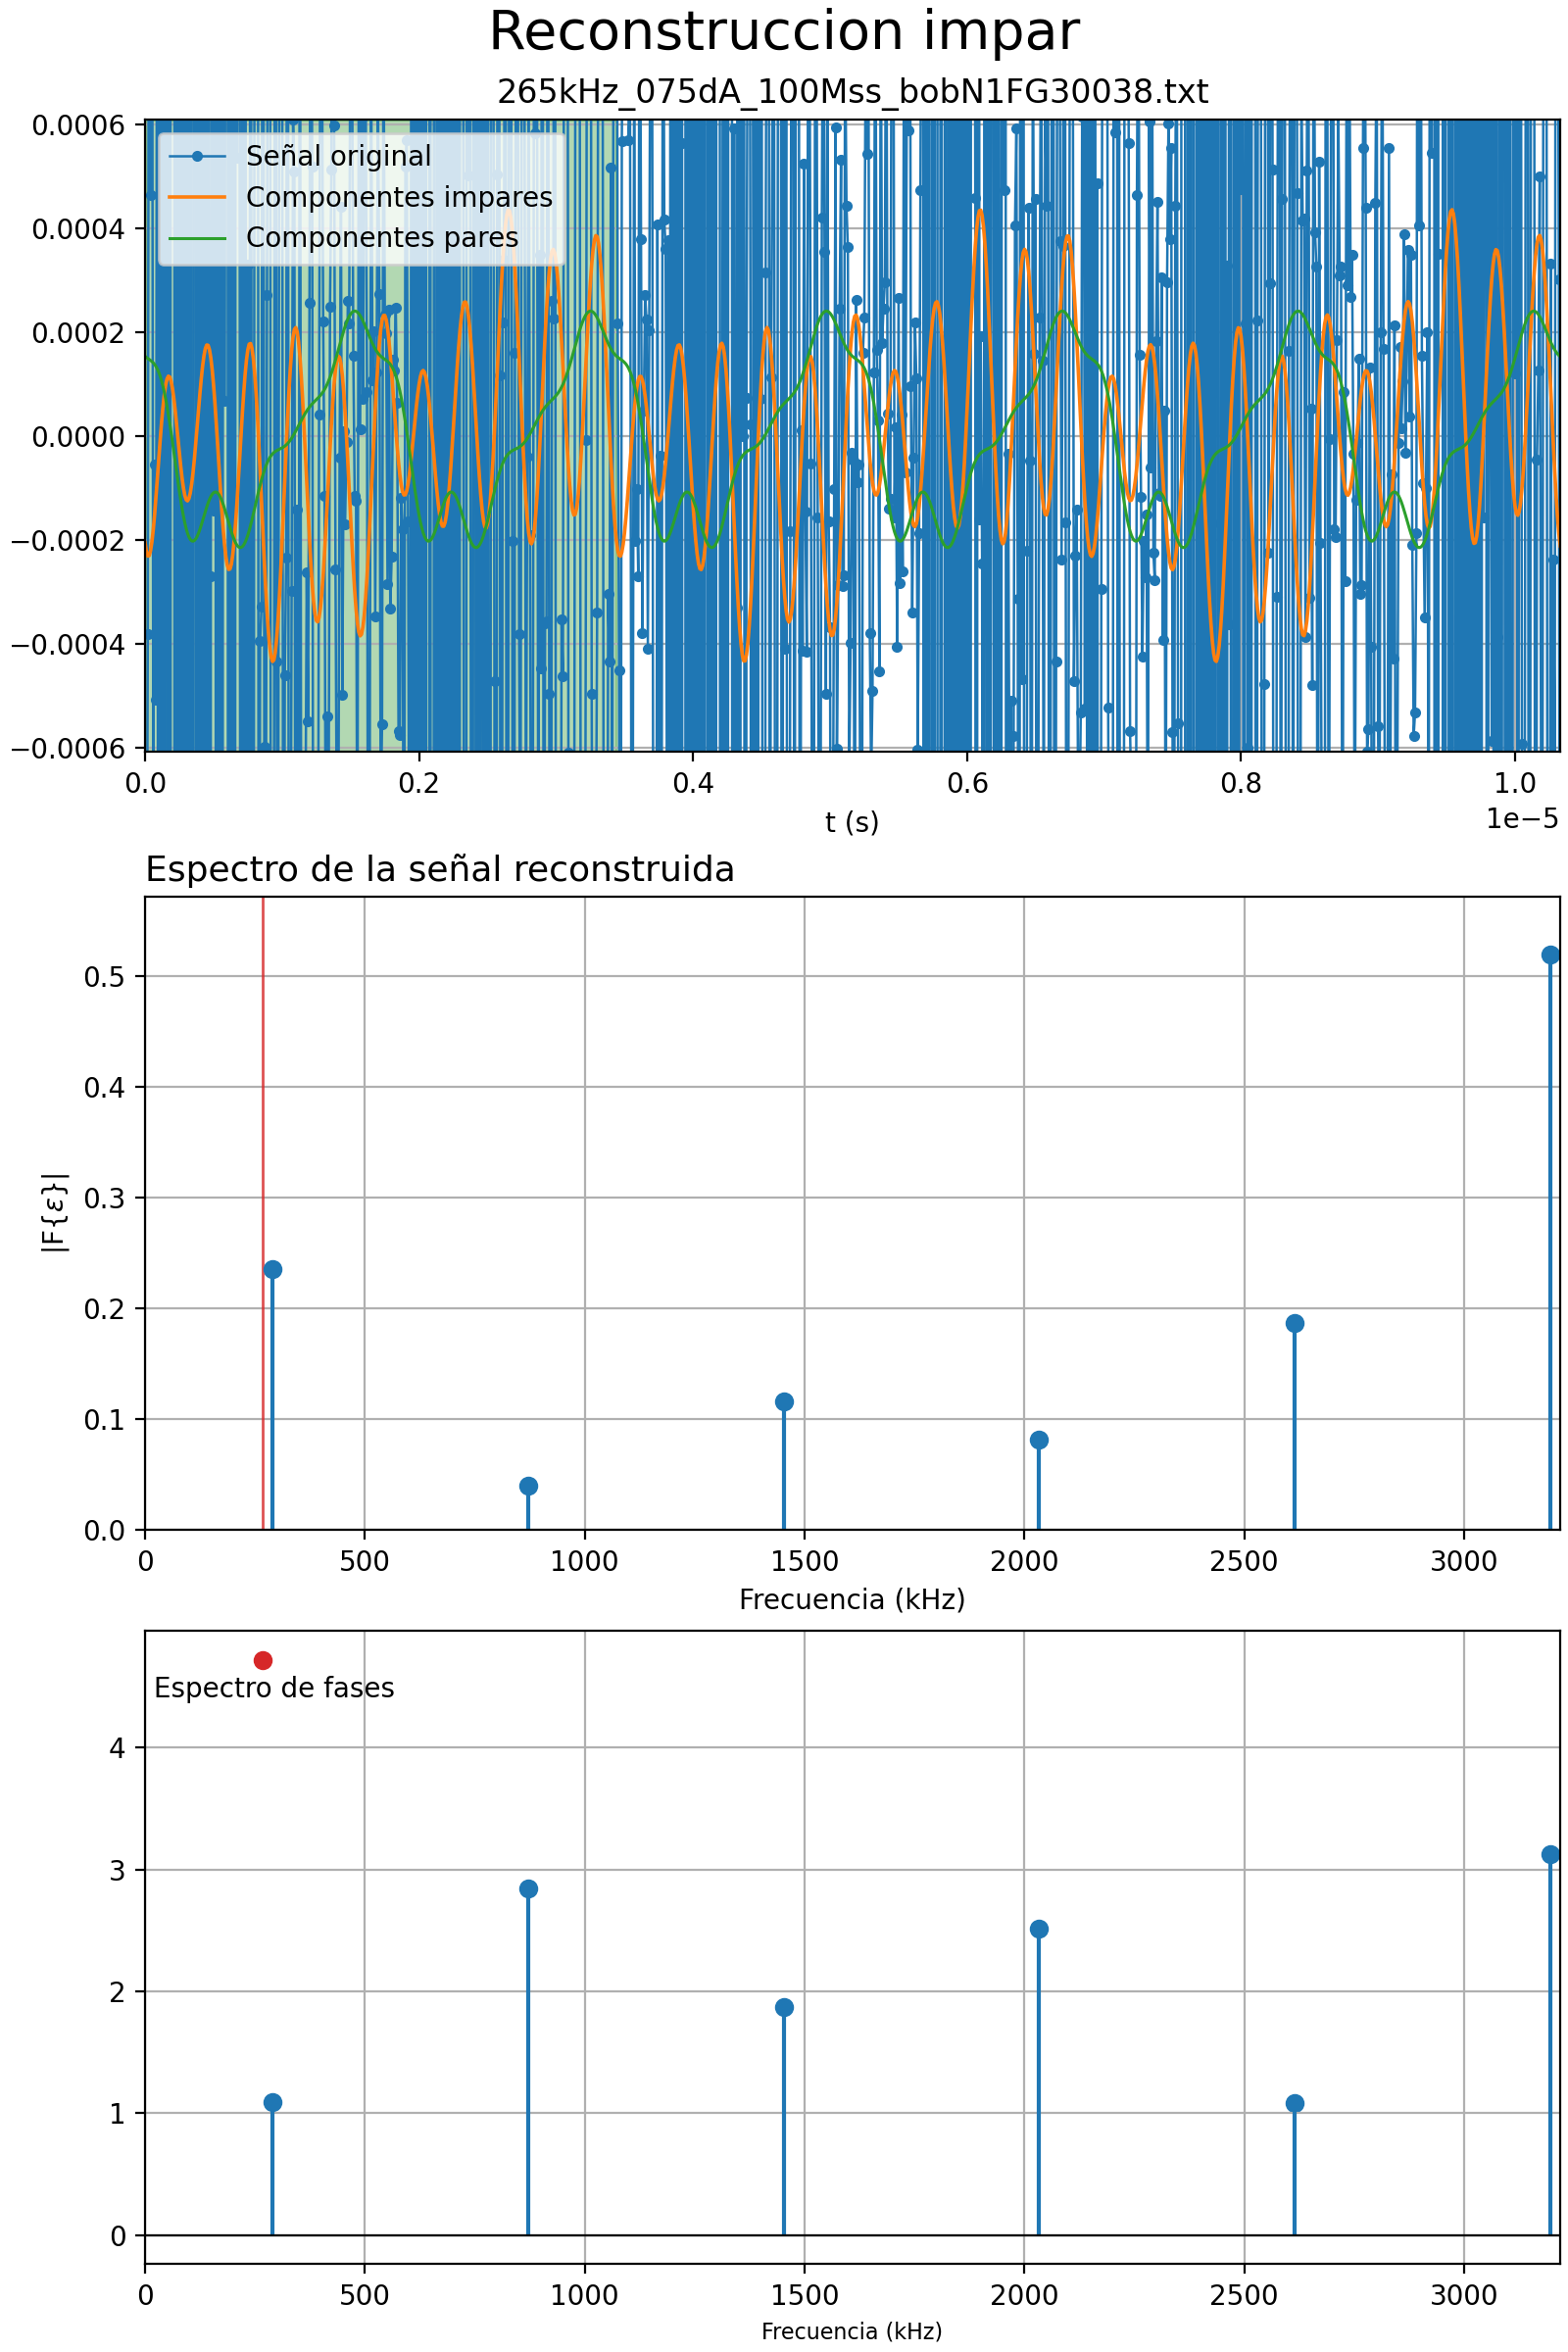 Reconstruccion impar
265kHz_075dA_100Mss_bobN1FG30038.txt
0.0006
0.0004
0.0002
0.0000
−0.0002
−0.0004
−0.0006
Señal original
Componentes impares
Componentes pares
0.0 0.2 0.4 0.6 0.8 1.0
1e−5
t (s)
Espectro de la señal reconstruida
0.5
0.4
0.3
0.2
0.1
0.0
|F{ε}|
0 500 1000 1500 2000 2500 3000
Frecuencia (kHz)
Espectro de fases
4
3
2
1
0
0 500 1000 1500 2000 2500 3000
Frecuencia (kHz)